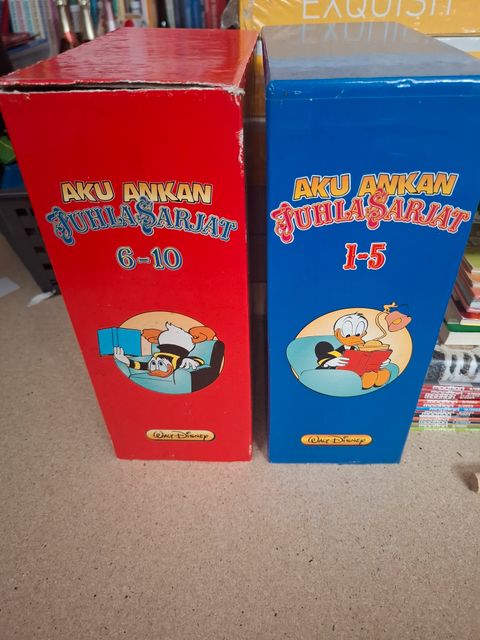 EXQUISIT
AKU ANKAN
JUHLASARJAT
6-10
WALT DISNEY
AKU ANKAN
JUHLASARJAT
1-5
WALT DISNEY